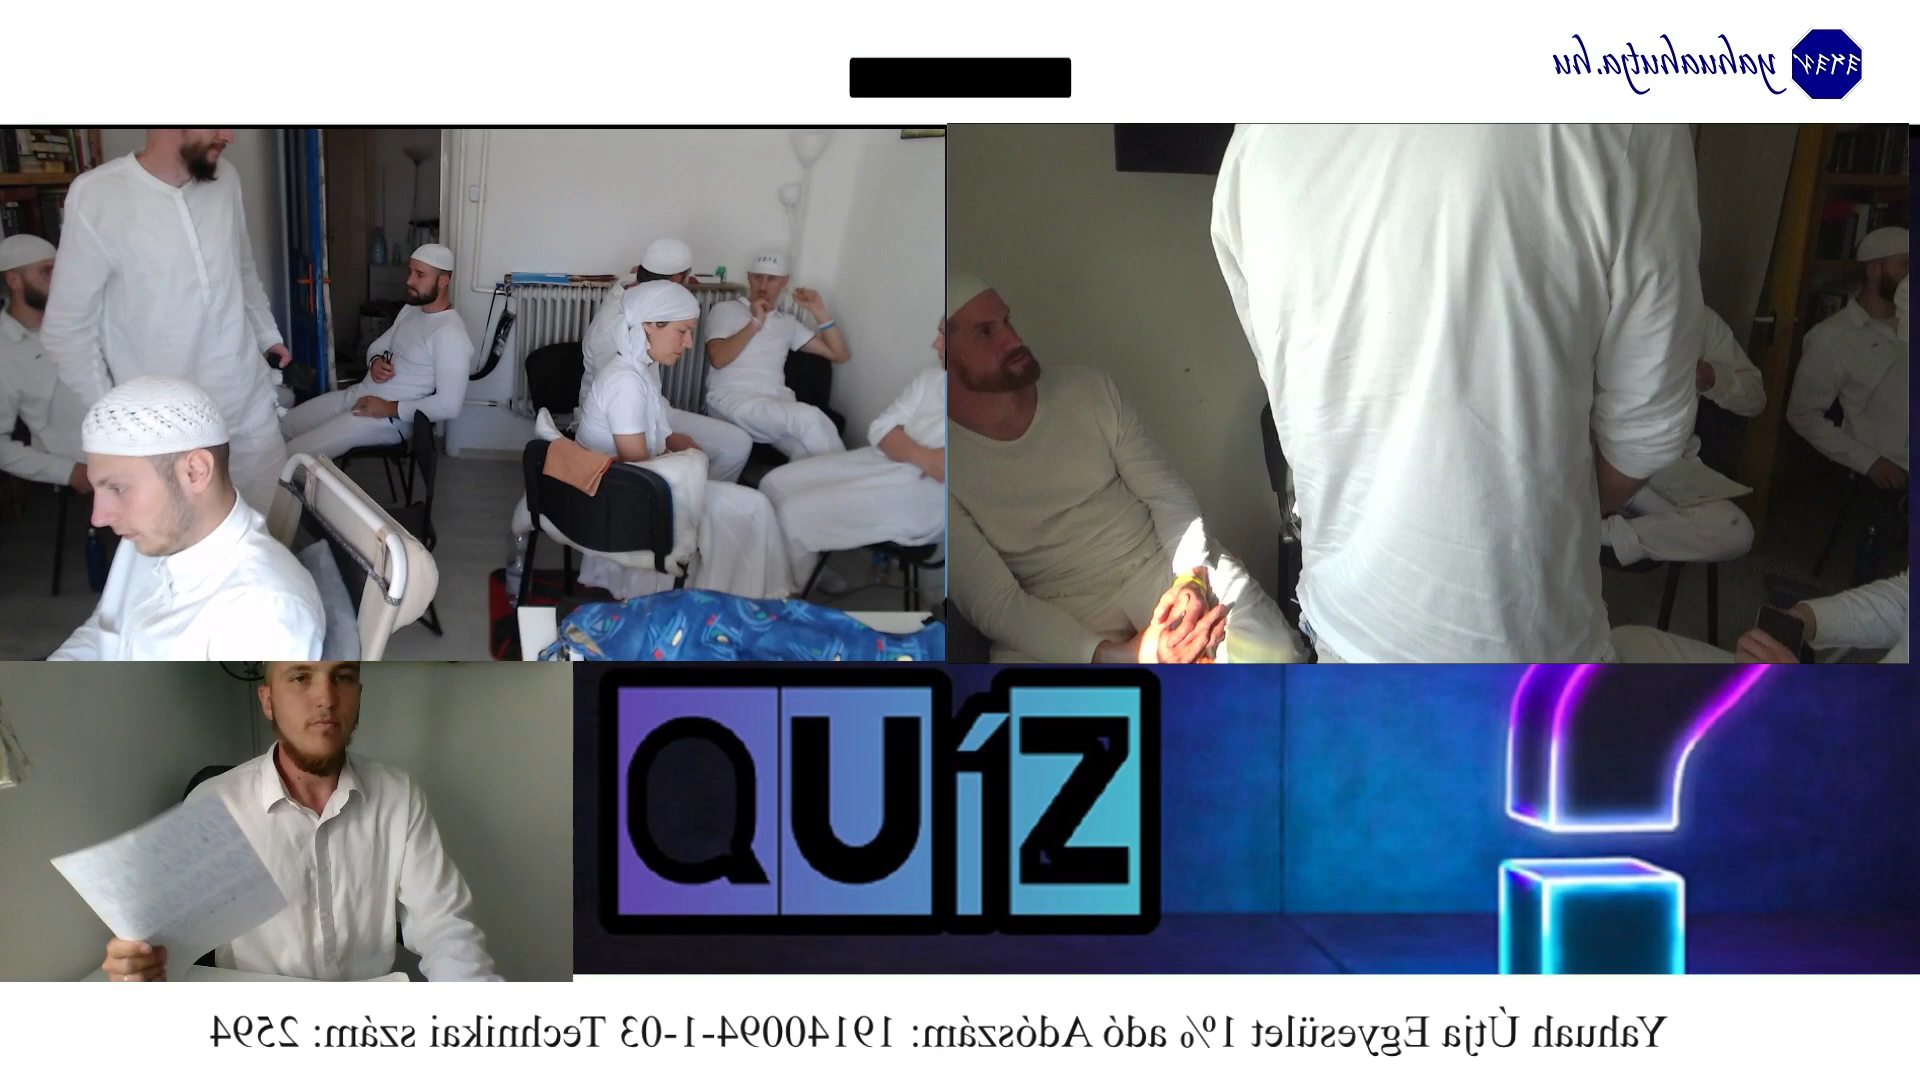 yahuahutja.hu
QUíZ
Yahuah Útja Egyesület 1% adó Adószám: 19140094-1-03 Technikai szám: 2594